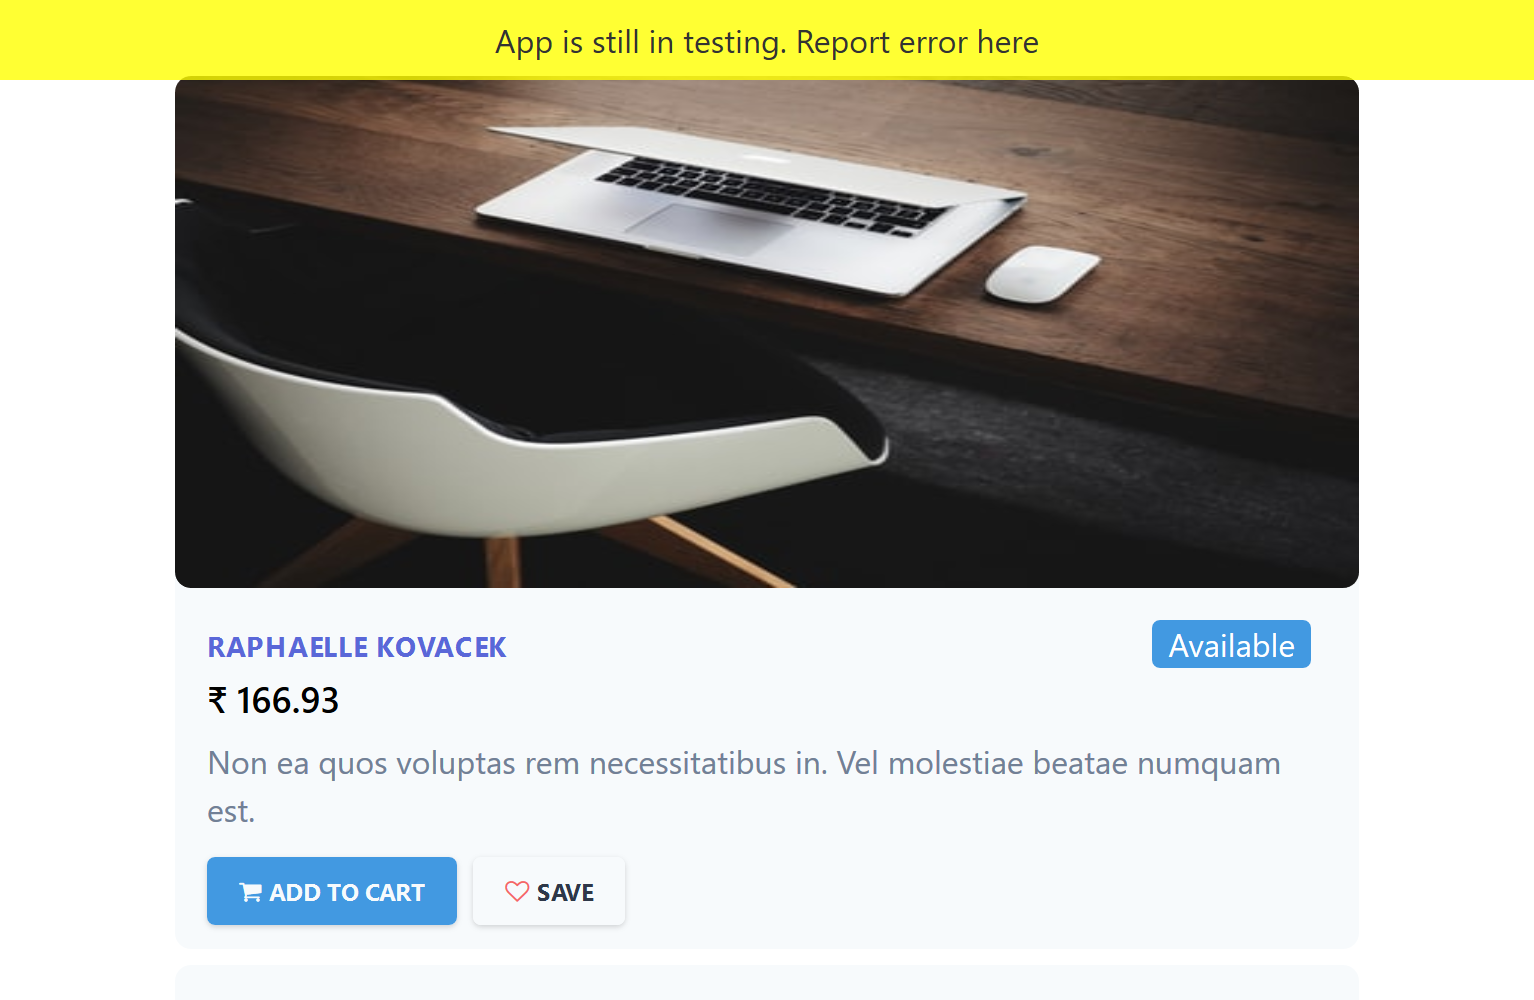 App is still in testing. Report error here
RAPHAELLE KOVACEK
Available
₹ 166.93
Non ea quos voluptas rem necessitatibus in. Vel molestiae beatae numquam
est.
ADD TO CART
SAVE